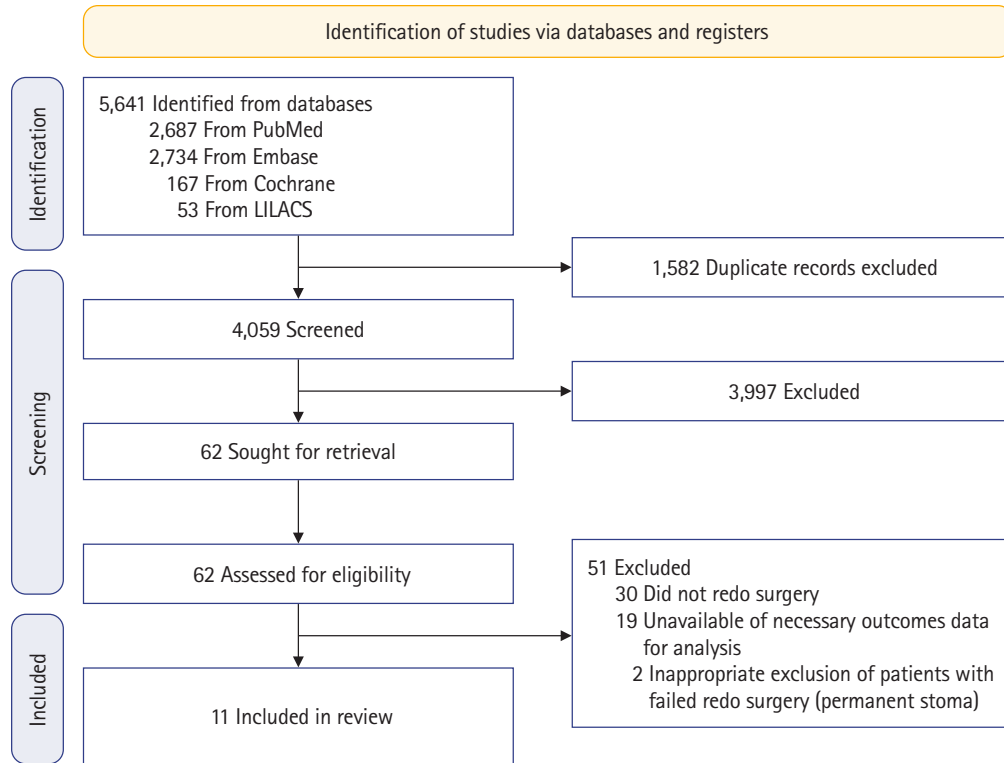 Identification of studies via databases and registers
Identification
5,641 Identified from databases
2,687 From PubMed
2,734 From Embase
167 From Cochrane
53 From LILACS
1,582 Duplicate records excluded
Screening
4,059 Screened
3,997 Excluded
62 Sought for retrieval
62 Assessed for eligibility
51 Excluded
30 Did not redo surgery
19 Unavailable of necessary outcomes data
for analysis
2 Inappropriate exclusion of patients with
failed redo surgery (permanent stoma)
Included
11 Included in review